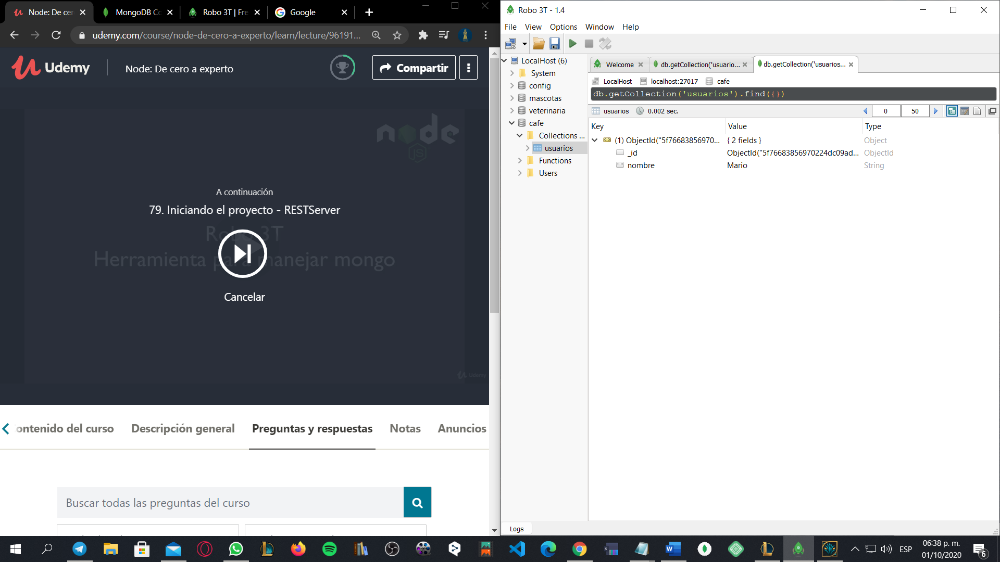 Node: De cer
MongoDB Co
Robo 3T | Fre
Google
udemy.com/course/node-de-cero-a-experto/learn/lecture/96191...
Udemy
Node: De cero a experto
Compartir
node
JS
A continuación
79. Iniciando el proyecto - RESTServer
Robo 3T
Herramienta para manejar mongo
Cancelar
Udemy
ontenido del curso
Descripción general
Preguntas y respuestas
Notas
Anuncios
Buscar todas las preguntas del curso
Robo 3T - 1.4
File View Options Window Help
LocalHost (6)
System
config
mascotas
veterinaria
cafe
Collections ...
usuarios
Functions
Users
Welcome
db.getCollection('usuario...
db.getCollection('usuarios...
LocalHost localhost:27017 cafe
db.getCollection('usuarios').find({})
usuarios 0.002 sec.
0 50
Key Value Type
(1) ObjectId("5f76683856970... { 2 fields } Object
_id ObjectId("5f76683856970224dc09ad... ObjectId
nombre Mario String
Logs
ESP
06:38 p. m.
01/10/2020
6